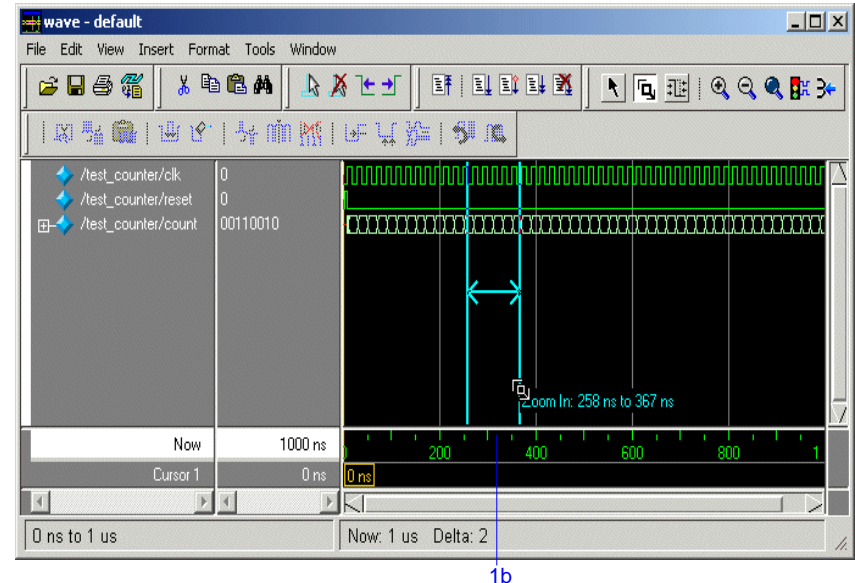 wave - default
File Edit View Insert Format Tools Window
/test_counter/clk 0
/test_counter/reset 0
/test_counter/count 00110010
Zoom In: 258 ns to 367 ns
Now 1000 ns
200 400 600 800 1
Cursor 1 0 ns 0 ns
0 ns to 1 us Now: 1 us Delta: 2
1b